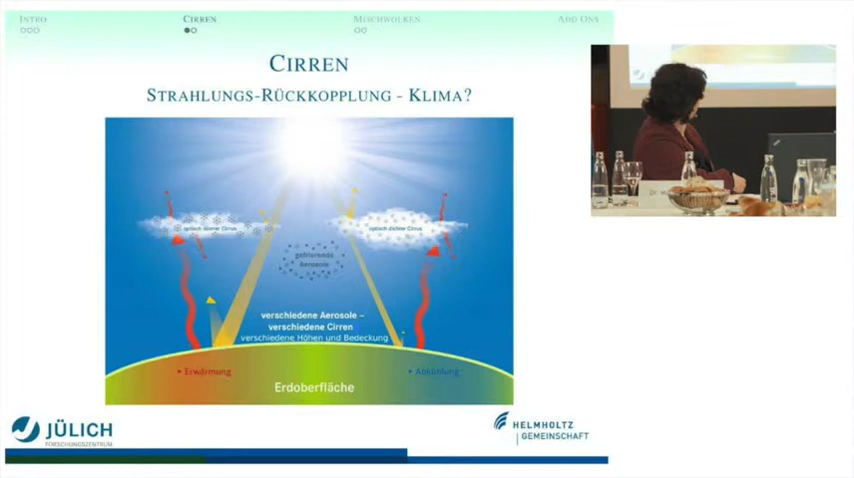 INTRO
CIRREN
MISCHWOLKEN
ADD ONS
CIRREN
STRAHLUNGS-RÜCKKOPPLUNG - KLIMA?
optisch dünner Cirrus
optisch dichter Cirrus
gefrierende
Aerosole
verschiedene Aerosole –
verschiedene Cirren
verschiedene Höhen und Bedeckung
• Erwärmung
• Abkühlung
Erdoberfläche
JÜLICH
FORSCHUNGSZENTRUM
HELMHOLTZ
GEMEINSCHAFT
Dr.